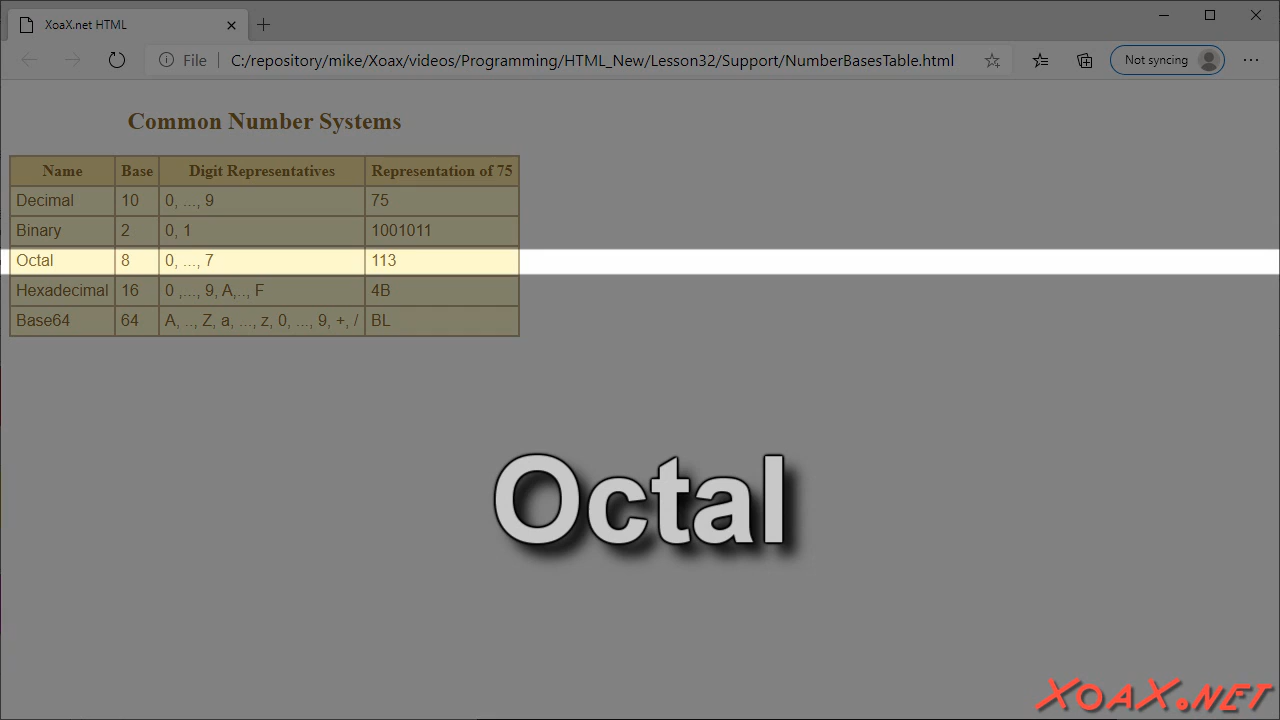 XoaX.net HTML
File C:/repository/mike/Xoax/videos/Programming/HTML_New/Lesson32/Support/NumberBasesTable.html Not syncing
Common Number Systems
Name Base Digit Representatives Representation of 75
Decimal 10 0, ..., 9 75
Binary 2 0, 1 1001011
Octal 8 0, ..., 7 113
Hexadecimal 16 0 ,..., 9, A,.., F 4B
Base64 64 A, .., Z, a, ..., z, 0, ..., 9, +, / BL
Octal
XoaX.net